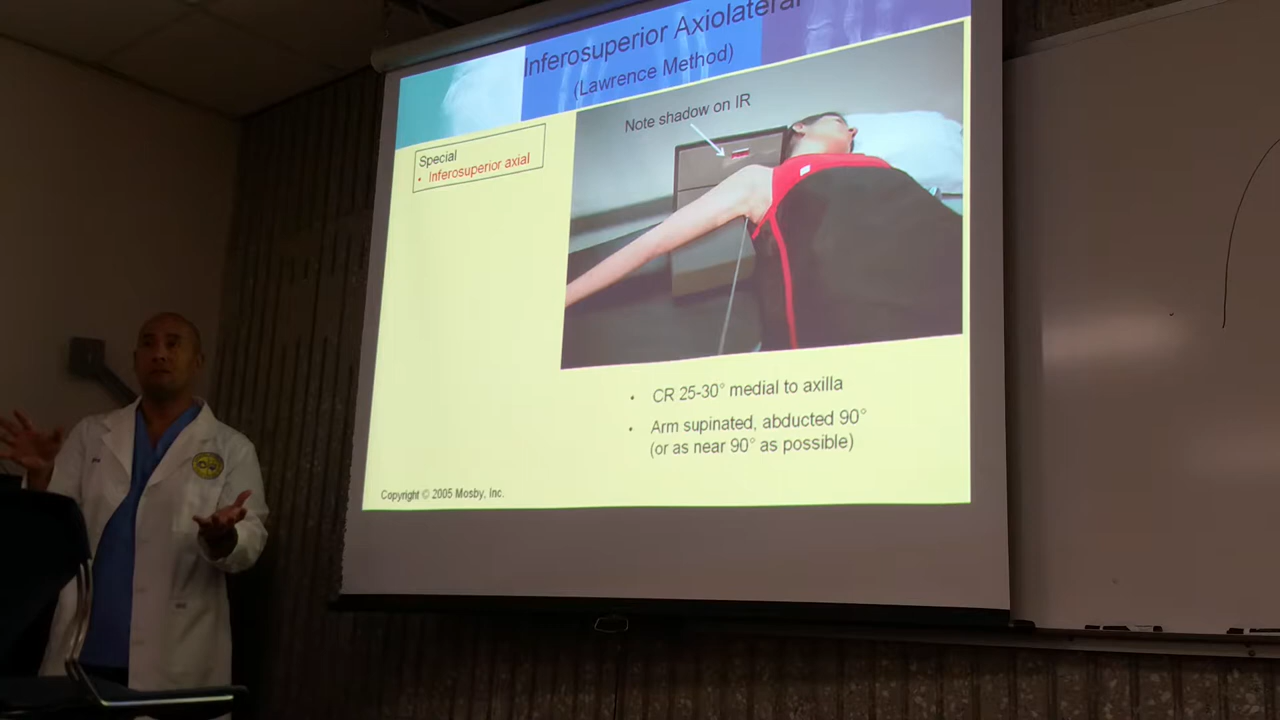 Inferosuperior Axiolateral
(Lawrence Method)
Note shadow on IR
Special
• Inferosuperior axial
• CR 25-30° medial to axilla
• Arm supinated, abducted 90°
(or as near 90° as possible)
Copyright © 2005 Mosby, Inc.